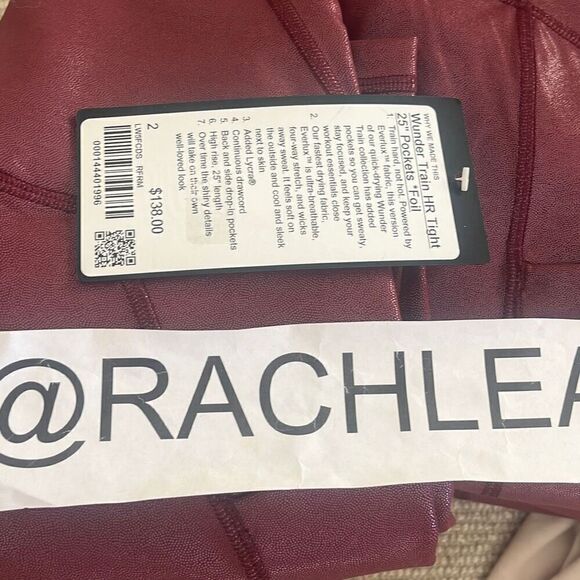 WHY WE MADE THIS
Wunder Train HR Tight
25" Pockets *Foil
1. Train hard, not hot. Powered by
Everlux™ fabric, this version
of our quick-drying Wunder
Train collection has added
pockets so you can get sweaty,
stay focused, and keep your
workout essentials close
2. Our fastest drying fabric,
Everlux™ is ultra-breathable,
four-way stretch, and wicks
away sweat. It feels soft on
the outside and cool and sleek
next to skin
3. Added Lycra®
4. Continuous drawcord
5. Back and side drop-in pockets
6. High rise, 25" length
7. Over time the shiny details
will take on their own
well-loved look
2 $138.00
LW5FCDS RFRM
000144401996
@RACHLEA